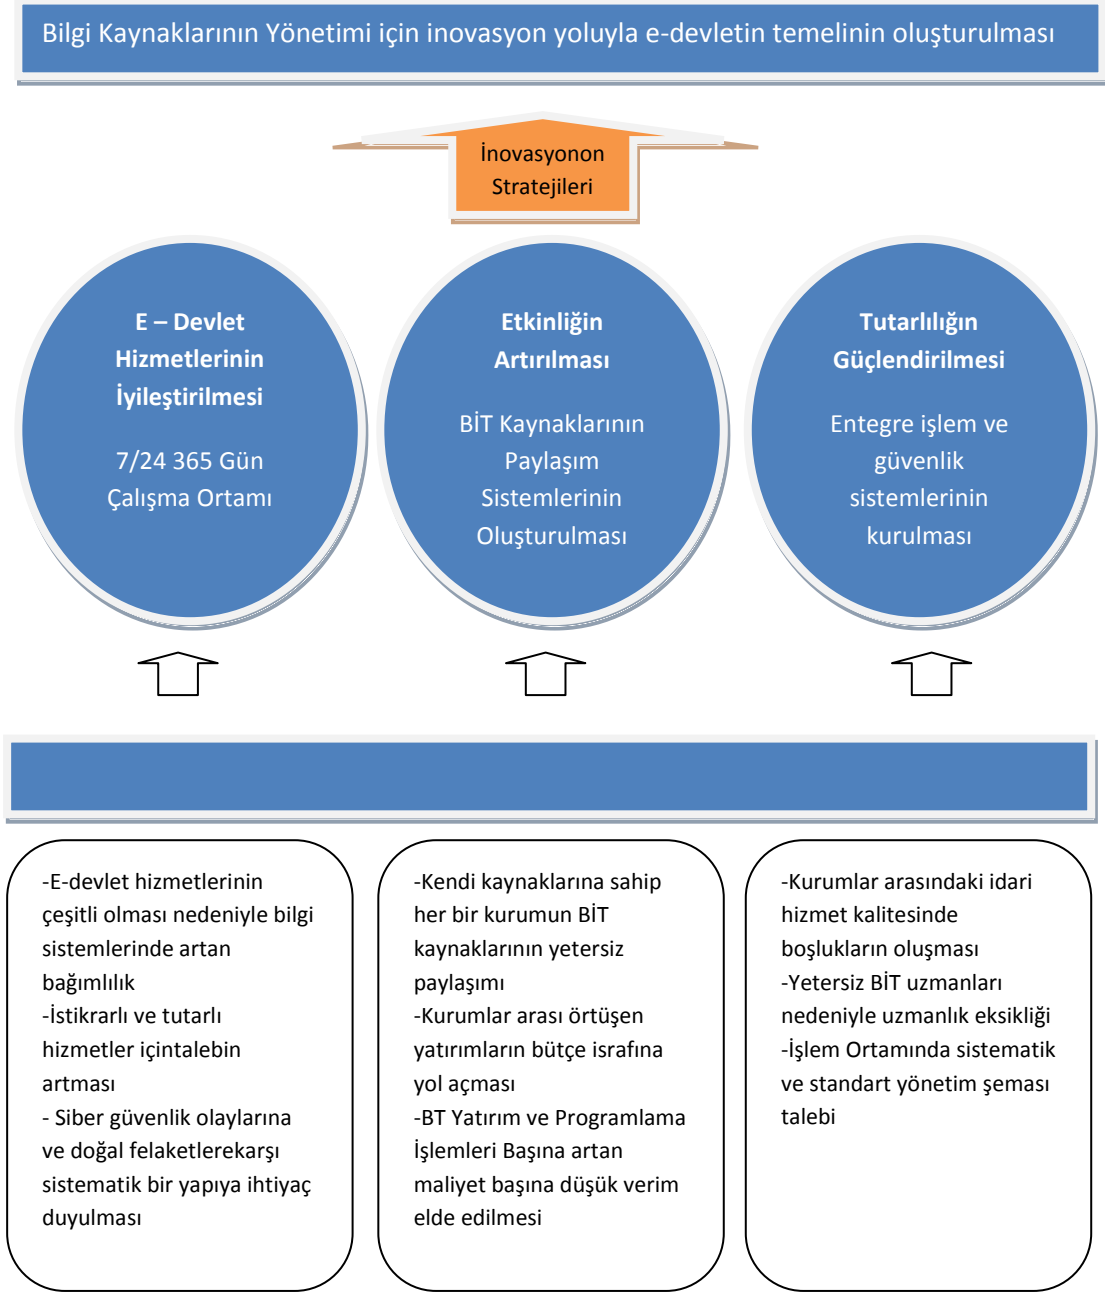 Bilgi Kaynaklarının Yönetimi için inovasyon yoluyla e-devletin temelinin oluşturulması
İnovasyonon
Stratejileri
E – Devlet
Hizmetlerinin
İyileştirilmesi
7/24 365 Gün
Çalışma Ortamı
Etkinliğin
Artırılması
BİT Kaynaklarının
Paylaşım
Sistemlerinin
Oluşturulması
Tutarlılığın
Güçlendirilmesi
Entegre işlem ve
güvenlik
sistemlerinin
kurulması
-E-devlet hizmetlerinin
çeşitli olması nedeniyle bilgi
sistemlerinde artan
bağımlılık
-İstikrarlı ve tutarlı
hizmetler içintalebin
artması
- Siber güvenlik olaylarına
ve doğal felaketlerekarşı
sistematik bir yapıya ihtiyaç
duyulması
-Kendi kaynaklarına sahip
her bir kurumun BİT
kaynaklarının yetersiz
paylaşımı
-Kurumlar arası örtüşen
yatırımların bütçe israfına
yol açması
-BT Yatırım ve Programlama
İşlemleri Başına artan
maliyet başına düşük verim
elde edilmesi
-Kurumlar arasındaki idari
hizmet kalitesinde
boşlukların oluşması
-Yetersiz BİT uzmanları
nedeniyle uzmanlık eksikliği
-İşlem Ortamında sistematik
ve standart yönetim şeması
talebi